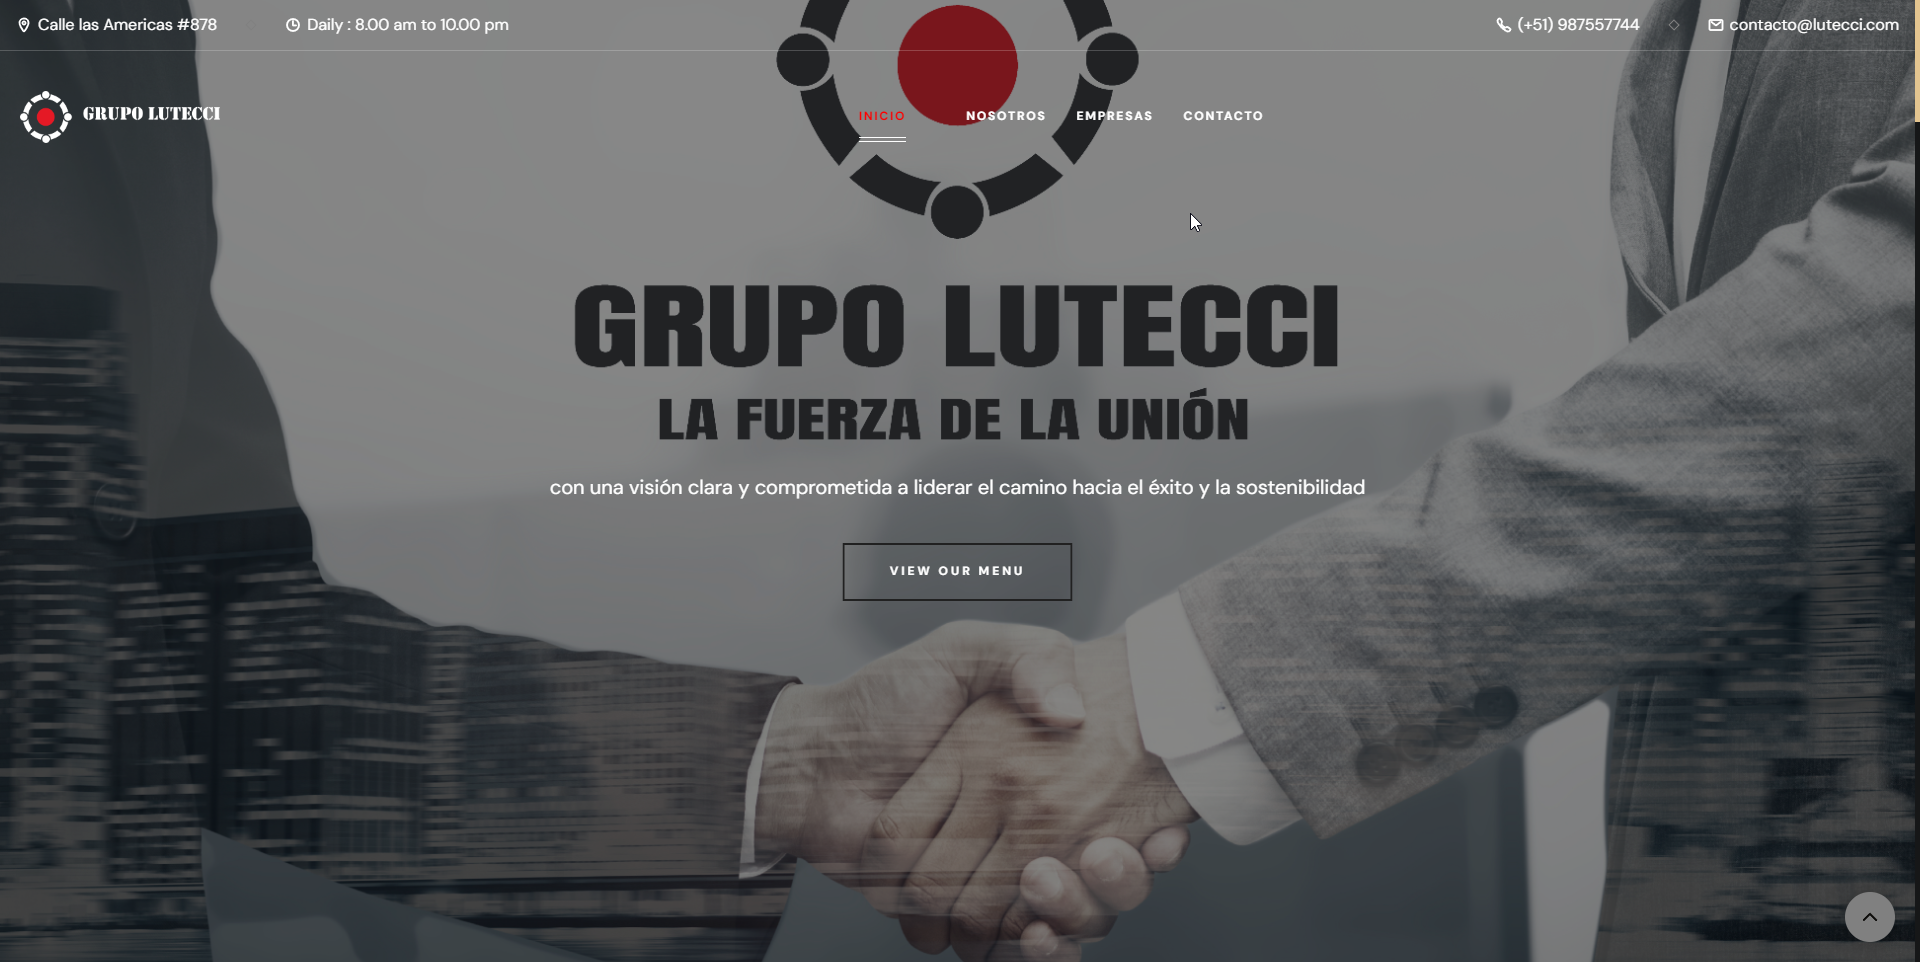 Calle las Americas #878
Daily : 8.00 am to 10.00 pm
(+51) 987557744
contacto@lutecci.com
GRUPO LUTECCI
INICIO
NOSOTROS
EMPRESAS
CONTACTO
GRUPO LUTECCI
LA FUERZA DE LA UNIÓN
con una visión clara y comprometida a liderar el camino hacia el éxito y la sostenibilidad
VIEW OUR MENU